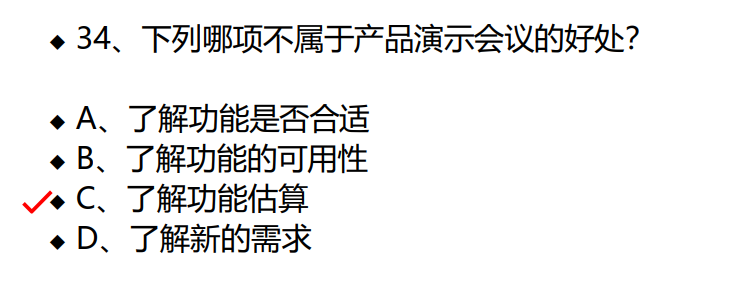 ◆ 34、下列哪项不属于产品演示会议的好处？
◆ A、了解功能是否合适
◆ B、了解功能的可用性
◆ C、了解功能估算
◆ D、了解新的需求